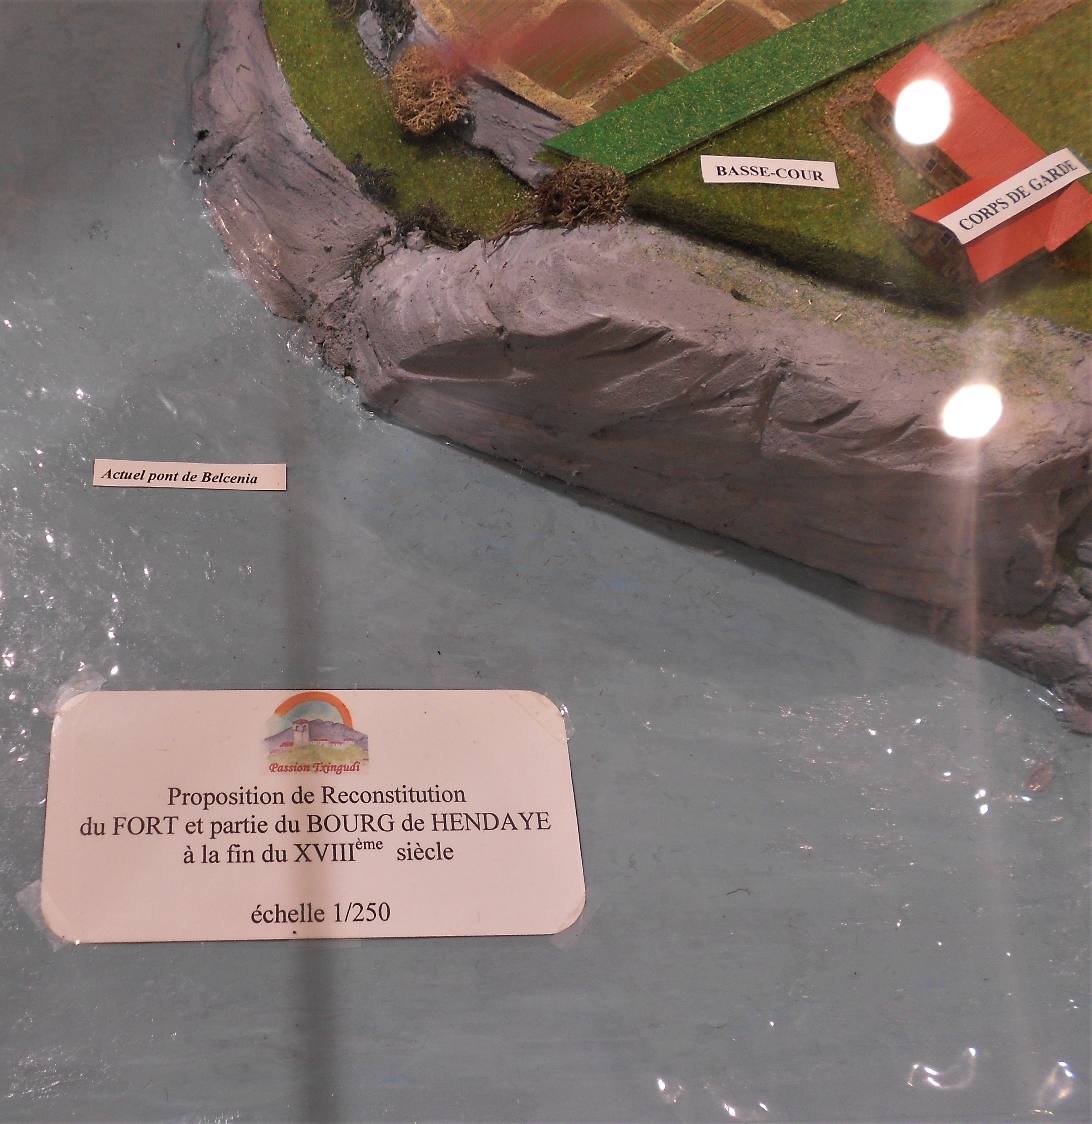 BASSE-COUR
CORPS DE GARDE
Actuel pont de Belcenia
Passion Txingudi
Proposition de Reconstitution
du FORT et partie du BOURG de HENDAYE
à la fin du XVIIIème siècle
échelle 1/250